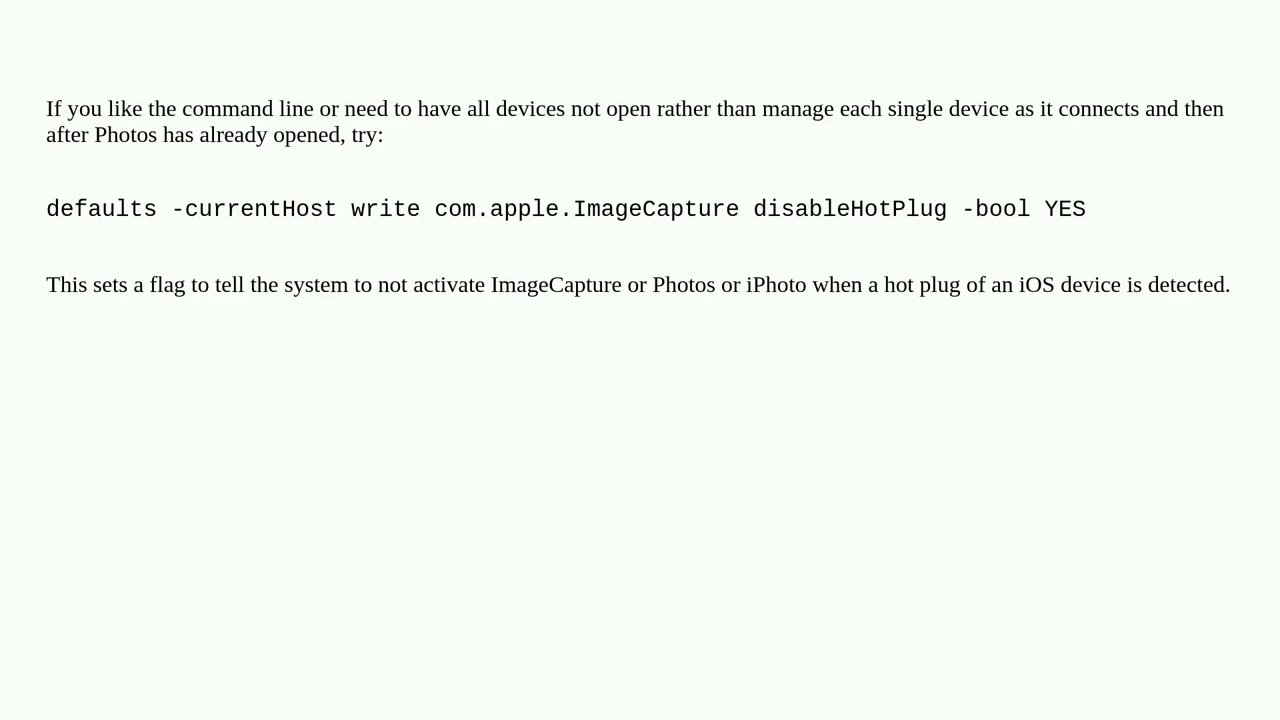 If you like the command line or need to have all devices not open rather than manage each single device as it connects and then
after Photos has already opened, try:
defaults -currentHost write com.apple.ImageCapture disableHotPlug -bool YES
This sets a flag to tell the system to not activate ImageCapture or Photos or iPhoto when a hot plug of an iOS device is detected.